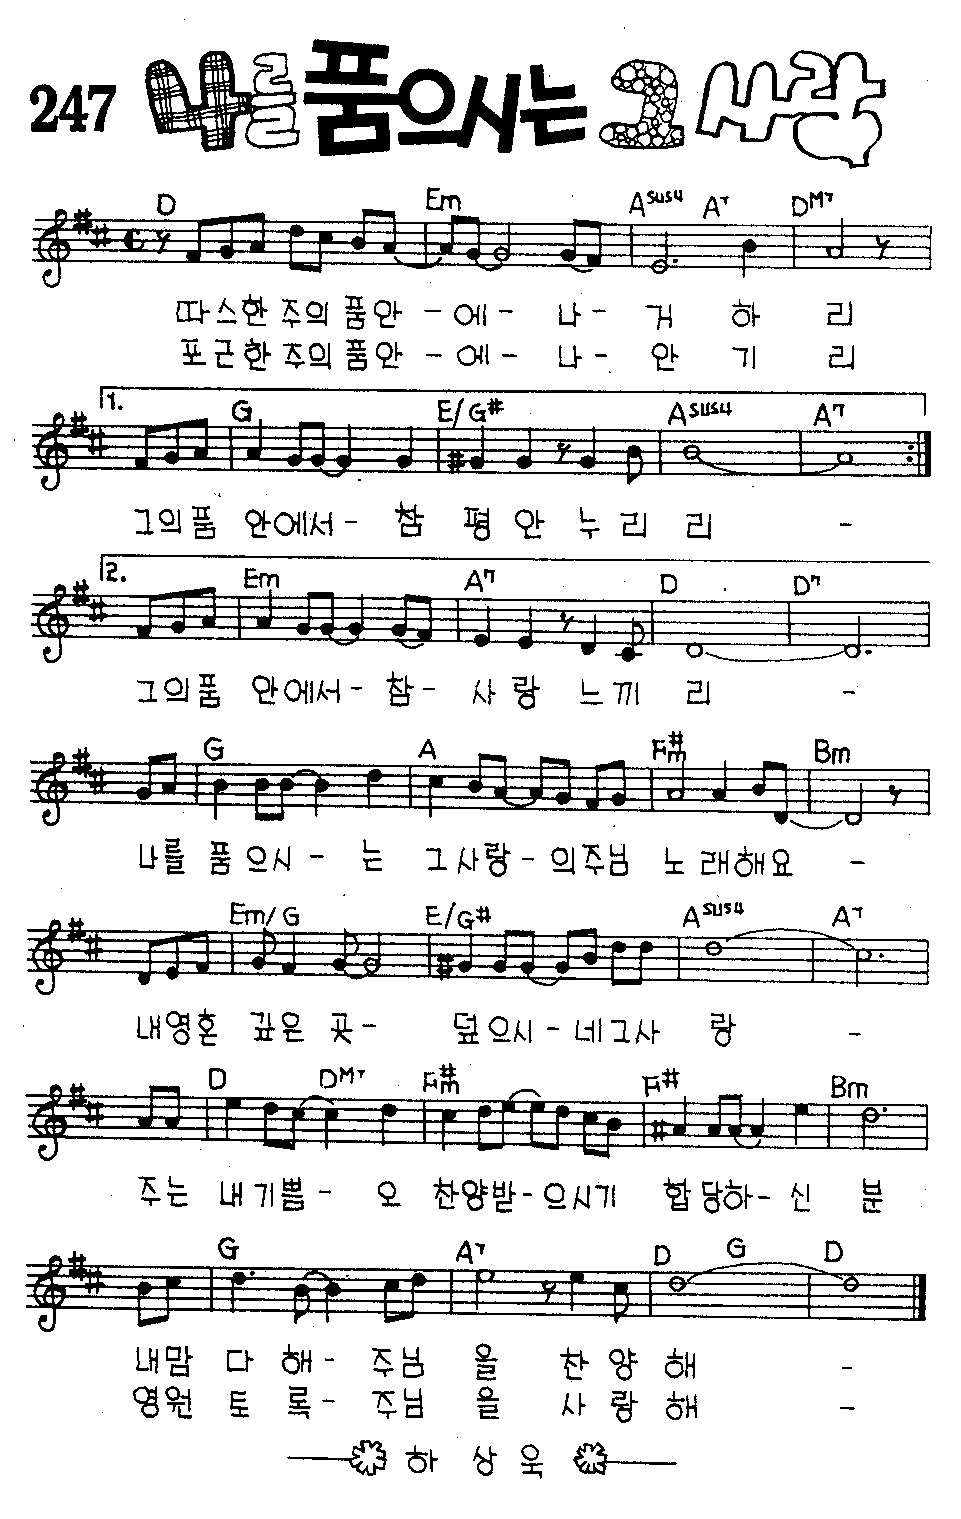 247 나를 품으시는 그 사랑
D Em Asus4 A7 DM7
따스한 주의 품안 - 에 - 나 - 거 하 리
포근한 주의 품안 - 에 - 나 - 안 기 리
1. G E/G# Asus4 A7
그의 품 안에서 - 참 평 안 누 리 리 -
2. Em A7 D D7
그의 품 안에서 - 참 - 사 랑 느 끼 리 -
G A F#m Bm
나를 품 으시 - 는 그 사랑 - 의 주님 노 래해요 -
Em/G E/G# Asus4 A7
내영혼 깊은 곳 - 덮으시 - 네 그사 랑 -
D DM7 F#m F# Bm
주는 내 기쁨 - 오 찬양받 - 으시기 합당하 - 신 분
G A7 D G D
내맘 다 해 - 주님 을 찬 양 해 -
영원 토 록 - 주님 을 사 랑 해 -
하 상 욱